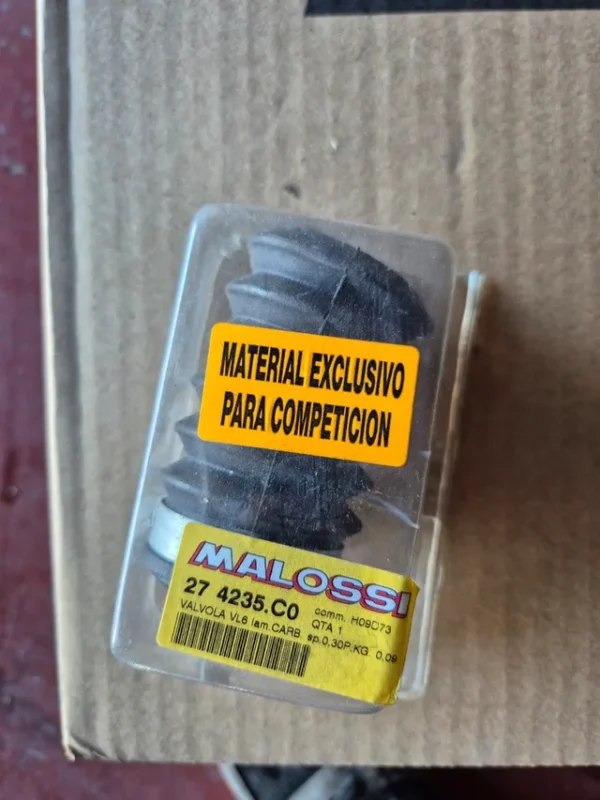 MATERIAL EXCLUSIVO
PARA COMPETICION
MALOSSI
27 4235.C0 comm. H09D73
QTA 1
VALVOLA VL6 lam.CARB. sp.0,30P.KG 0,09